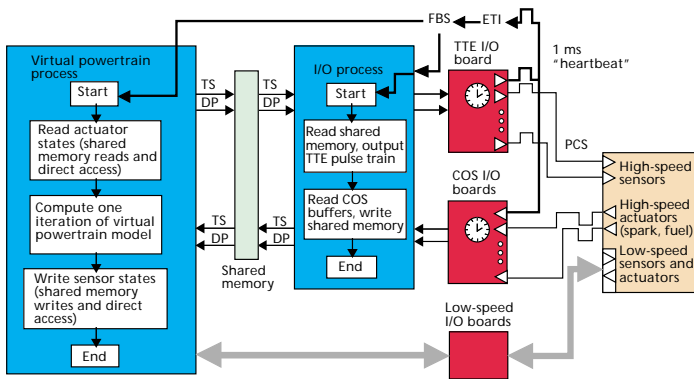 FBS
ETI
Virtual powertrain
process
Start
Read actuator
states (shared
memory reads and
direct access)
Compute one
iteration of virtual
powertrain model
Write sensor states
(shared memory
writes and direct
access)
End
TS
DP
TS
DP
TS
DP
TS
DP
Shared
memory
I/O process
Start
Read shared
memory, output
TTE pulse train
Read COS
buffers, write
shared memory
End
TTE I/O
board
1 ms
“heartbeat”
COS I/O
boards
Low-speed
I/O boards
PCS
High-speed
sensors
High-speed
actuators
(spark, fuel)
Low-speed
sensors and
actuators